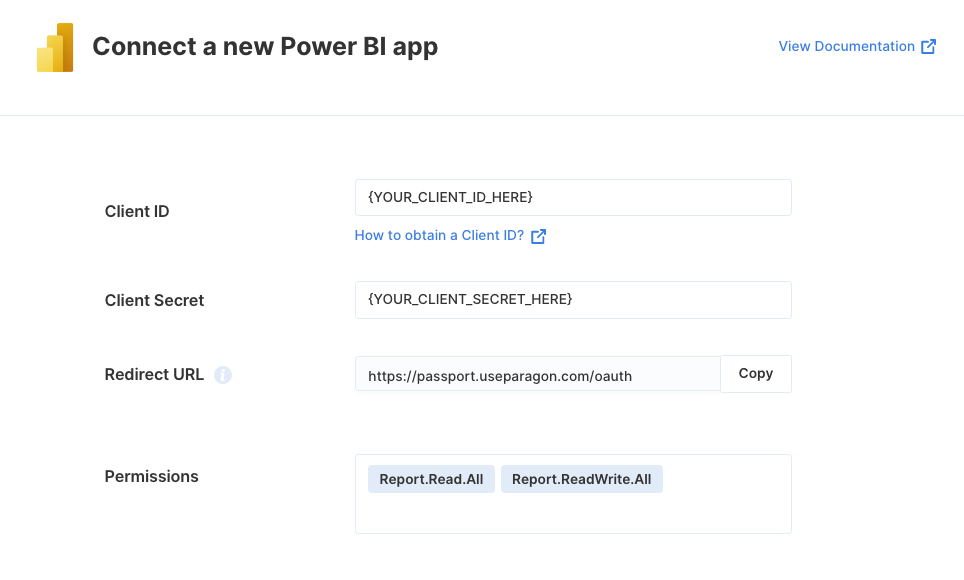 Connect a new Power BI app
View Documentation
Client ID
{YOUR_CLIENT_ID_HERE}
How to obtain a Client ID?
Client Secret
{YOUR_CLIENT_SECRET_HERE}
Redirect URL
i
https://passport.useparagon.com/oauth
Copy
Permissions
Report.Read.All Report.ReadWrite.All